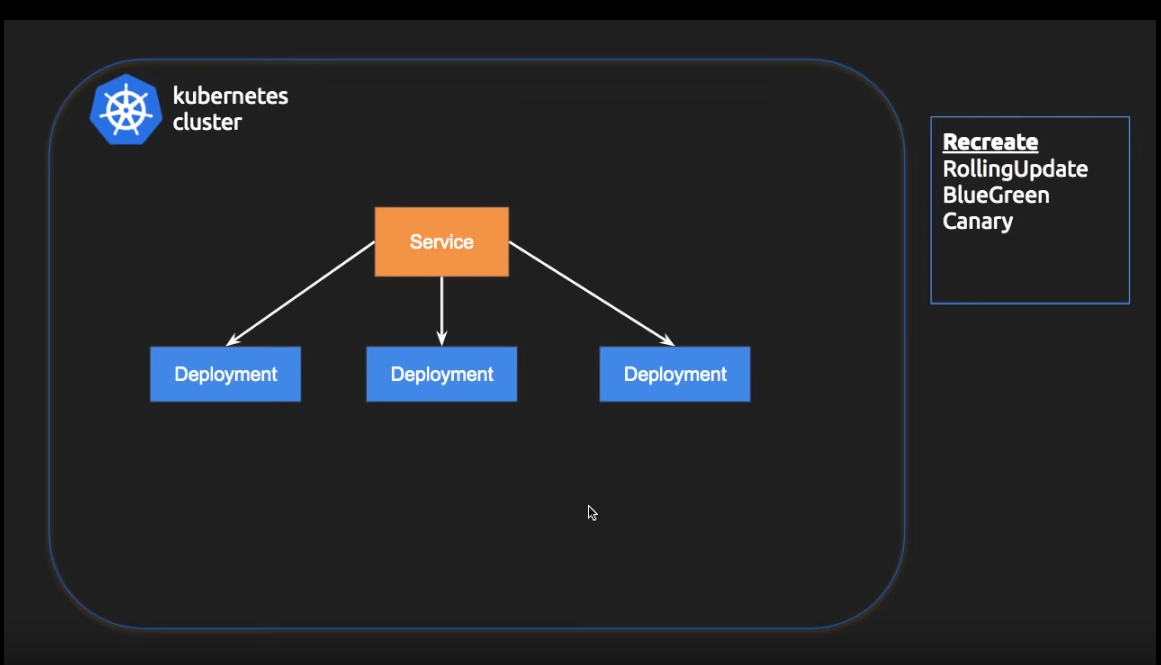 kubernetes
cluster
Recreate
RollingUpdate
BlueGreen
Canary
Service
Deployment
Deployment
Deployment